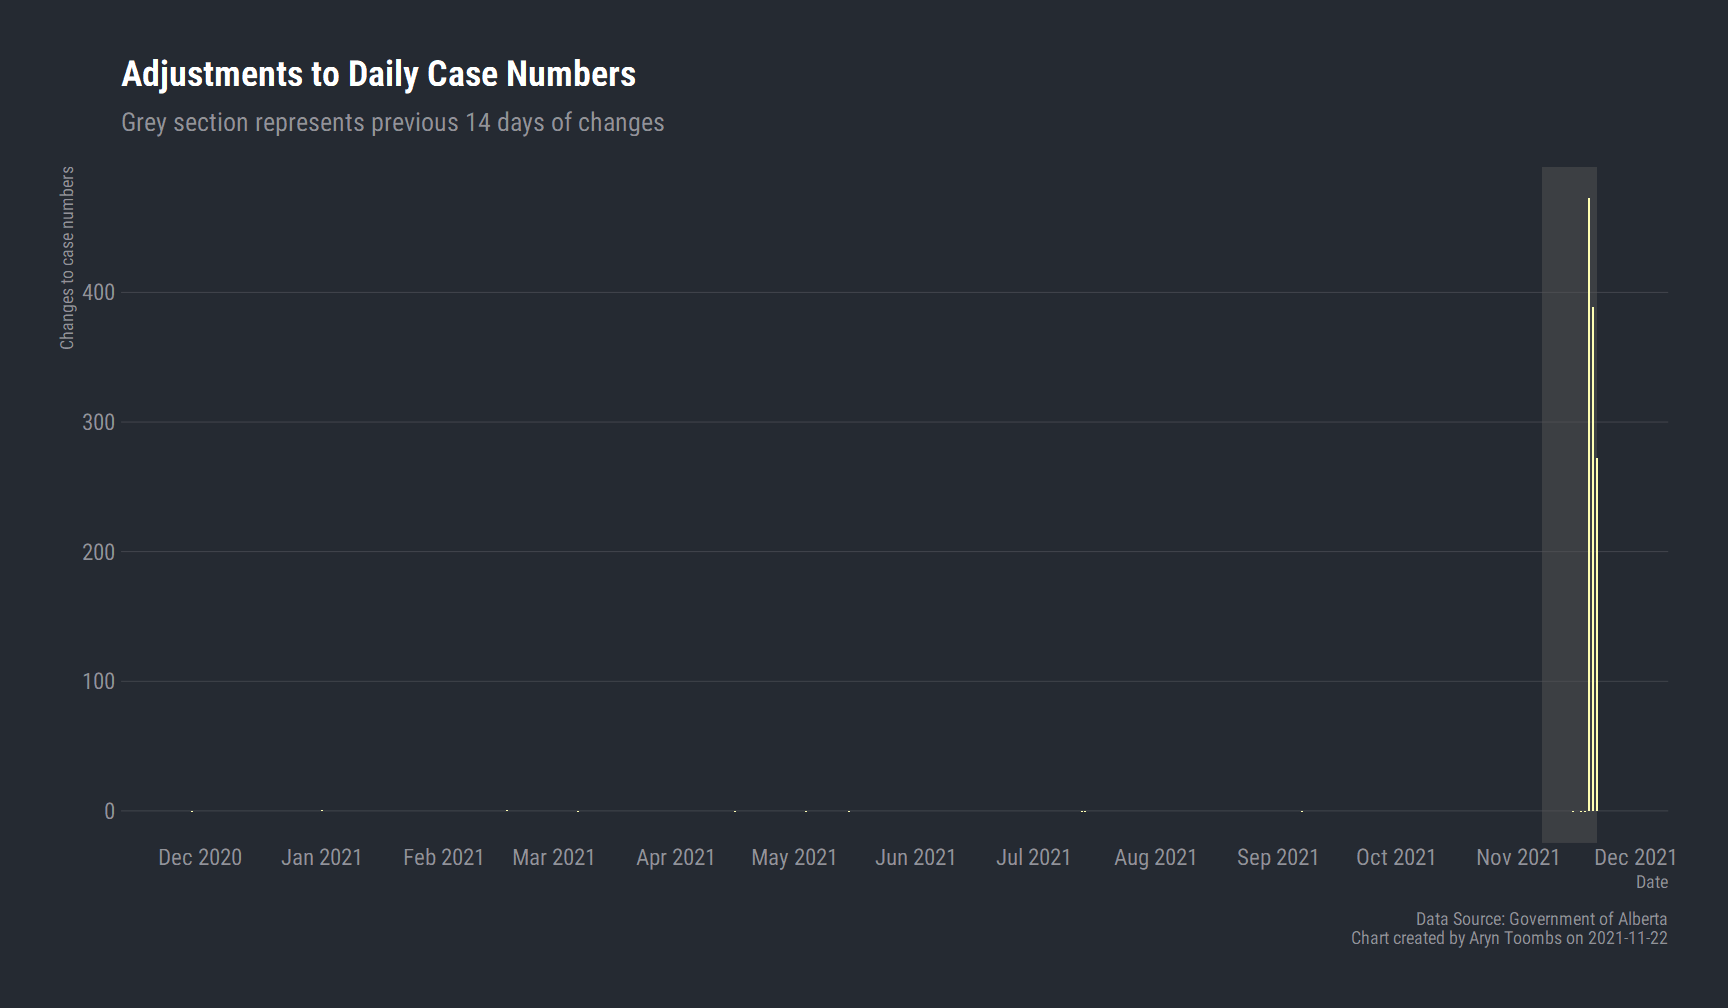 Adjustments to Daily Case Numbers
Grey section represents previous 14 days of changes
Changes to case numbers
400
300
200
100
0
Dec 2020 Jan 2021 Feb 2021 Mar 2021 Apr 2021 May 2021 Jun 2021 Jul 2021 Aug 2021 Sep 2021 Oct 2021 Nov 2021 Dec 2021
Date
Data Source: Government of Alberta
Chart created by Aryn Toombs on 2021-11-22